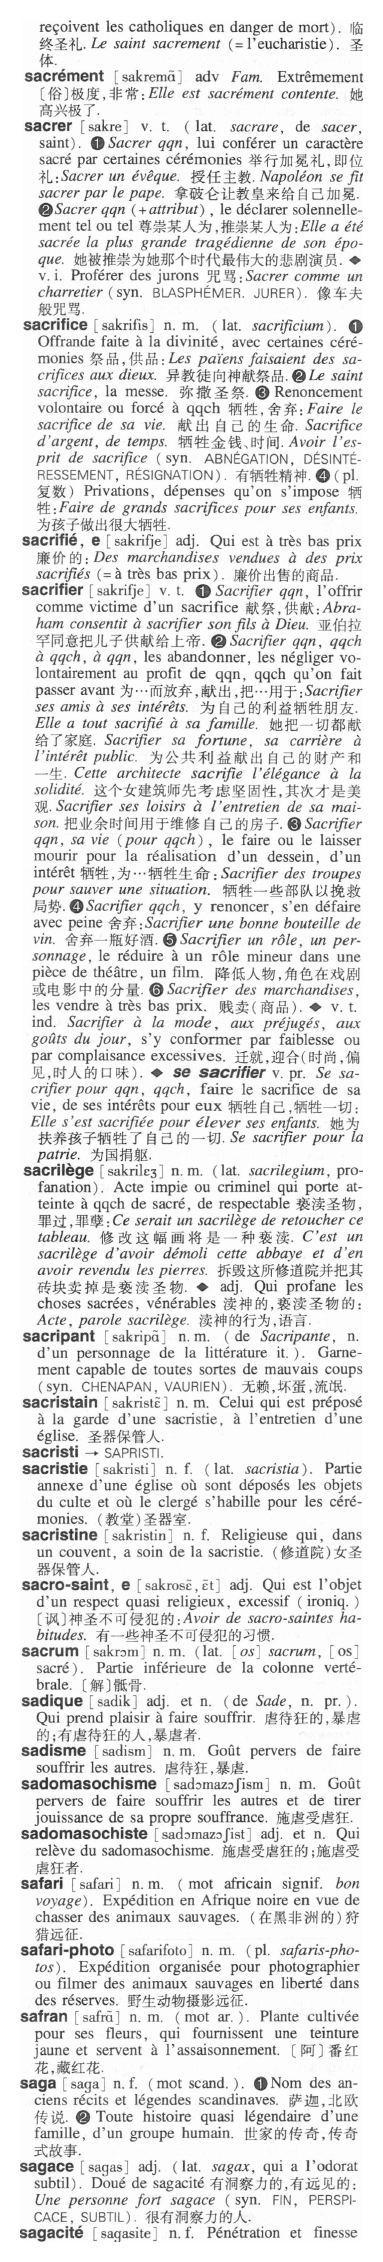 reçoivent les catholiques en danger de mort). 临
终圣礼. Le saint sacrement (= l'eucharistie). 圣
体.
sacrément [sakremɑ̃] adv Fam. Extrêmement
〔俗〕极度,非常:Elle est sacrément contente. 她
高兴极了.
sacrer [sakre] v. t. (lat. sacrare, de sacer,
saint). ❶ Sacrer qqn, lui conférer un caractère
sacré par certaines cérémonies 举行加冕礼,即位
礼:Sacrer un évêque. 授任主教. Napoléon se fit
sacrer par le pape. 拿破仑让教皇来给自己加冕.
❷ Sacrer qqn (+ attribut), le déclarer solennelle-
ment tel ou tel 尊崇某人为,推崇某人为:Elle a été
sacrée la plus grande tragédienne de son épo-
que. 她被推崇为她那个时代最伟大的悲剧演员. ◆
v. i. Proférer des jurons 咒骂:Sacrer comme un
charretier (syn. BLASPHÉMER. JURER). 像车夫
般咒骂.
sacrifice [sakrifis] n. m. (lat. sacrificium). ❶
Offrande faite à la divinité, avec certaines céré-
monies 祭品,供品:Les païens faisaient des sa-
crifices aux dieux. 异教徒向神献祭品. ❷ Le saint
sacrifice, la messe. 弥撒圣祭. ❸ Renoncement
volontaire ou forcé à qqch 牺牲,舍弃:Faire le
sacrifice de sa vie. 献出自己的生命. Sacrifice
d'argent, de temps. 牺牲金钱、时间. Avoir l'es-
prit de sacrifice (syn. ABNÉGATION, DÉSINTÉ-
RESSEMENT, RÉSIGNATION). 有牺牲精神. ❹ (pl.
复数) Privations, dépenses qu'on s'impose 牺
牲:Faire de grands sacrifices pour ses enfants.
为孩子做出很大牺牲.
sacrifié, e [sakrifje] adj. Qui est à très bas prix
廉价的:Des marchandises vendues à des prix
sacrifiés (= à très bas prix). 廉价出售的商品.
sacrifier [sakrifje] v. t. ❶ Sacrifier qqn, l'offrir
comme victime d'un sacrifice 献祭,供献:Abra-
ham consentit à sacrifier son fils à Dieu. 亚伯拉
罕同意把儿子供献给上帝. ❷ Sacrifier qqn, qqch
à qqch, à qqn, les abandonner, les négliger vo-
lontairement au profit de qqn, qqch qu'on fait
passer avant 为…而放弃,献出,把…用于:Sacrifier
ses amis à ses intérêts. 为自己的利益牺牲朋友.
Elle a tout sacrifié à sa famille. 她把一切都献
给了家庭. Sacrifier sa fortune, sa carrière à
l'intérêt public. 为公共利益献出自己的财产和
一生. Cette architecte sacrifie l'élégance à la
solidité. 这个女建筑师先考虑坚固性,其次才是美
观. Sacrifier ses loisirs à l'entretien de sa mai-
son. 把业余时间用于维修自己的房子. ❸ Sacrifier
qqn, sa vie (pour qqch), le faire ou le laisser
mourir pour la réalisation d'un dessein, d'un
intérêt 牺牲,为…牺牲生命:Sacrifier des troupes
pour sauver une situation. 牺牲一些部队以挽救
局势. ❹ Sacrifier qqch, y renoncer, s'en défaire
avec peine 舍弃:Sacrifier une bonne bouteille de
vin. 舍弃一瓶好酒. ❺ Sacrifier un rôle, un per-
sonnage, le réduire à un rôle mineur dans une
pièce de théâtre, un film. 降低人物,角色在戏剧
或电影中的分量. ❻ Sacrifier des marchandises,
les vendre à très bas prix. 贱卖(商品). ◆ v. t.
ind. Sacrifier à la mode, aux préjugés, aux
goûts du jour, s'y conformer par faiblesse ou
par complaisance excessives. 迁就,迎合(时尚,偏
见,时人的口味). ◆ se sacrifier v. pr. Se sa-
crifier pour qqn, qqch, faire le sacrifice de sa
vie, de ses intérêts pour eux 牺牲自己,牺牲一切:
Elle s'est sacrifiée pour élever ses enfants. 她为
扶养孩子牺牲了自己的一切. Se sacrifier pour la
patrie. 为国捐躯.
sacrilège [sakrilɛʒ] n. m. (lat. sacrilegium, pro-
fanation). Acte impie ou criminel qui porte at-
teinte à qqch de sacré, de respectable 亵渎圣物,
罪过,罪孽:Ce serait un sacrilège de retoucher ce
tableau. 修改这幅画将是一种亵渎. C'est un
sacrilège d'avoir démoli cette abbaye et d'en
avoir revendu les pierres. 拆毁这所修道院并把其
砖块卖掉是亵渎圣物. ◆ adj. Qui profane les
choses sacrées, vénérables 渎神的,亵渎圣物的:
Acte, parole sacrilège. 渎神的行为,语言.
sacripant [sakripɑ̃] n. m. (de Sacripante, n.
d'un personnage de la littérature it.). Garne-
ment capable de toutes sortes de mauvais coups
(syn. CHENAPAN, VAURIEN). 无赖,坏蛋,流氓.
sacristain [sakristɛ̃] n. m. Celui qui est préposé
à la garde d'une sacristie, à l'entretien d'une
église. 圣器保管人.
sacristi → SAPRISTI.
sacristie [sakristi] n. f. (lat. sacristia). Partie
annexe d'une église où sont déposés les objets
du culte et où le clergé s'habille pour les céré-
monies. (教堂)圣器室.
sacristine [sakristin] n. f. Religieuse qui, dans
un couvent, a soin de la sacristie. (修道院)女圣
器保管人.
sacro-saint, e [sakrosɛ̃, ɛ̃t] adj. Qui est l'objet
d'un respect quasi religieux, excessif (ironiq.)
〔讽〕神圣不可侵犯的:Avoir de sacro-saintes ha-
bitudes. 有一些神圣不可侵犯的习惯.
sacrum [sakrɔm] n. m. (lat. [os] sacrum, [os]
sacré). Partie inférieure de la colonne verté-
brale. 〔解〕骶骨.
sadique [sadik] adj. et n. (de Sade, n. pr.).
Qui prend plaisir à faire souffrir. 虐待狂的,暴虐
的;有虐待狂的人,暴虐者.
sadisme [sadism] n. m. Goût pervers de faire
souffrir les autres. 虐待狂,暴虐.
sadomasochisme [sadɔmazɔʃism] n. m. Goût
pervers de faire souffrir les autres et de tirer
jouissance de sa propre souffrance. 施虐受虐狂.
sadomasochiste [sadɔmazɔʃist] adj. et n. Qui
relève du sadomasochisme. 施虐受虐狂的;施虐受
虐狂者.
safari [safari] n. m. (mot africain signif. bon
voyage). Expédition en Afrique noire en vue de
chasser des animaux sauvages. (在黑非洲的)狩
猎远征.
safari-photo [safarifoto] n. m. (pl. safaris-pho-
tos). Expédition organisée pour photographier
ou filmer des animaux sauvages en liberté dans
des réserves. 野生动物摄影远征.
safran [safrɑ̃] n. m. (mot ar.). Plante cultivée
pour ses fleurs, qui fournissent une teinture
jaune et servent à l'assaisonnement. 〔阿〕番红
花,藏红花.
saga [saga] n. f. (mot scand.). ❶ Nom des an-
ciens récits et légendes scandinaves. 萨迦,北欧
传说. ❷ Toute histoire quasi légendaire d'une
famille, d'un groupe humain. 世家的传奇,传奇
式故事.
sagace [sagas] adj. (lat. sagax, qui a l'odorat
subtil). Doué de sagacité 有洞察力的,有远见的:
Une personne fort sagace (syn. FIN, PERSPI-
CACE, SUBTIL). 很有洞察力的人.
sagacité [sagasite] n. f. Pénétration et finesse